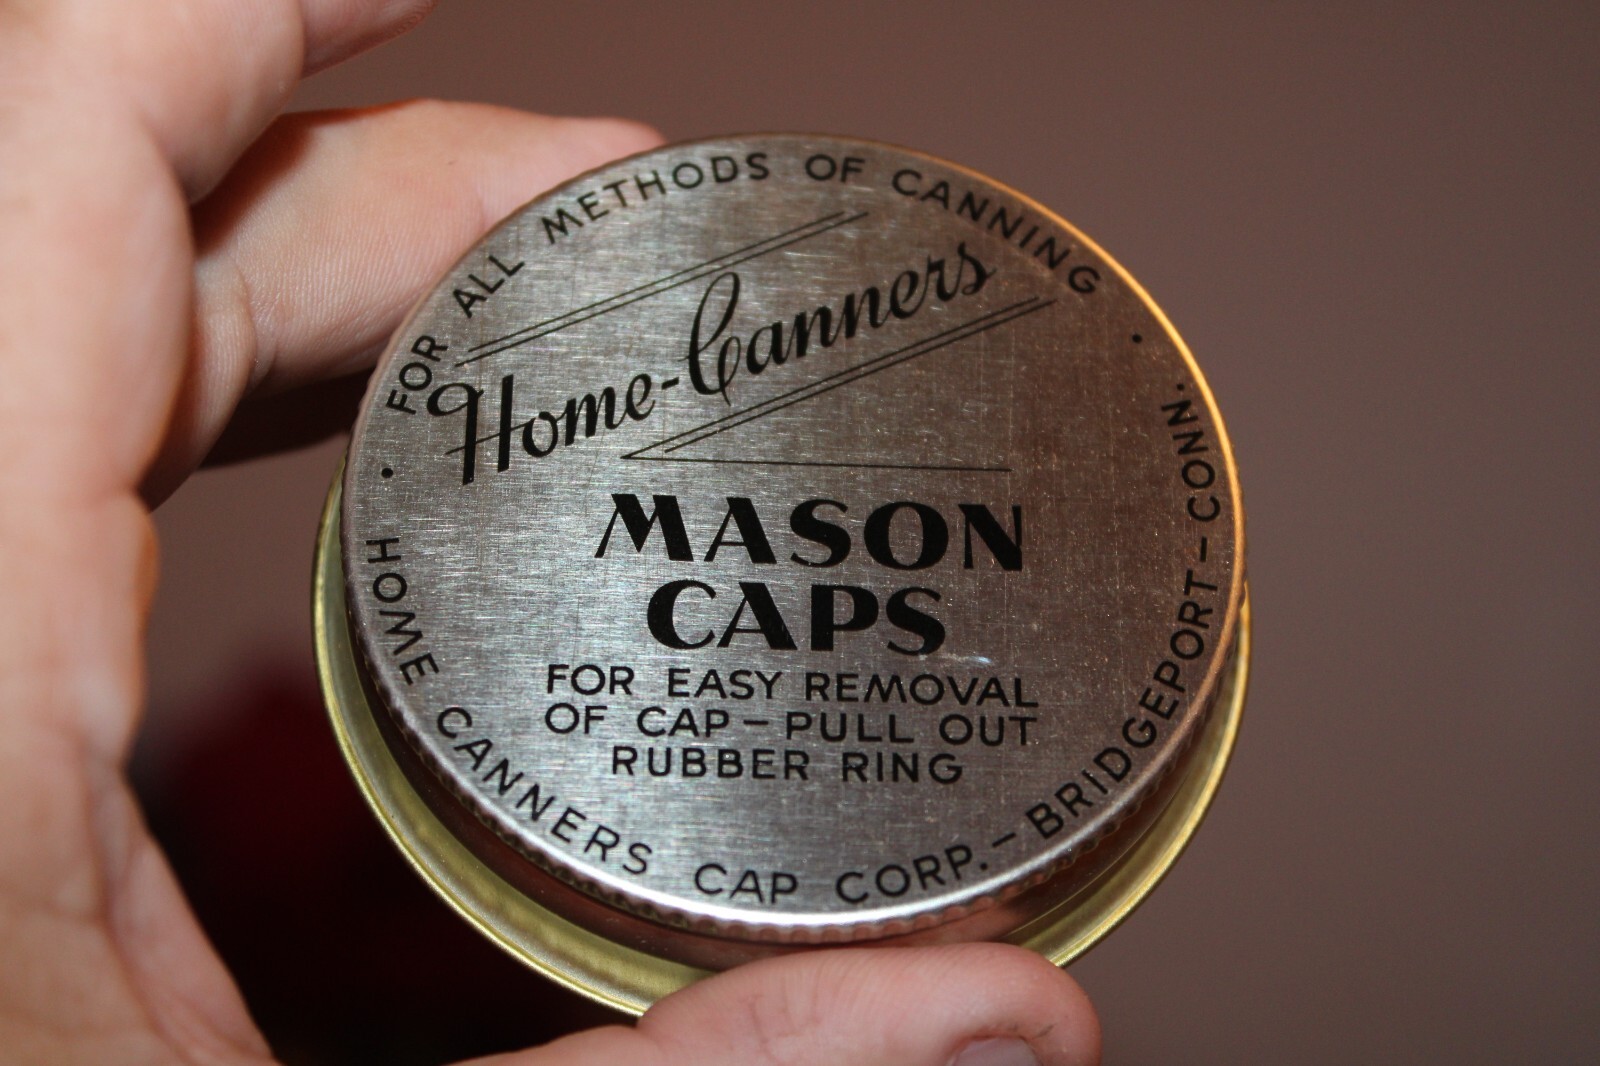 FOR ALL METHODS OF CANNING
Home-Canners
MASON
CAPS
FOR EASY REMOVAL
OF CAP — PULL OUT
RUBBER RING
HOME CANNERS CAP CORP. — BRIDGEPORT — CONN.